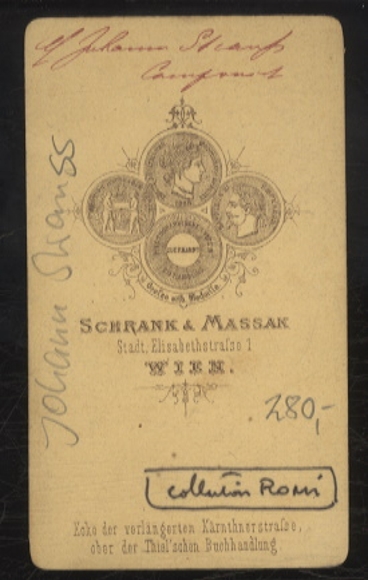 Johann Strauss
Componist
Johann Strauss
SCHRANK & MASSAK
Stadt, Elisabethstraſse 1
WIEN.
280,-
collection Romi
Ecke der verlängerten Kärnthnerstraſse,
ober der Thiel'schen Buchhandlung.